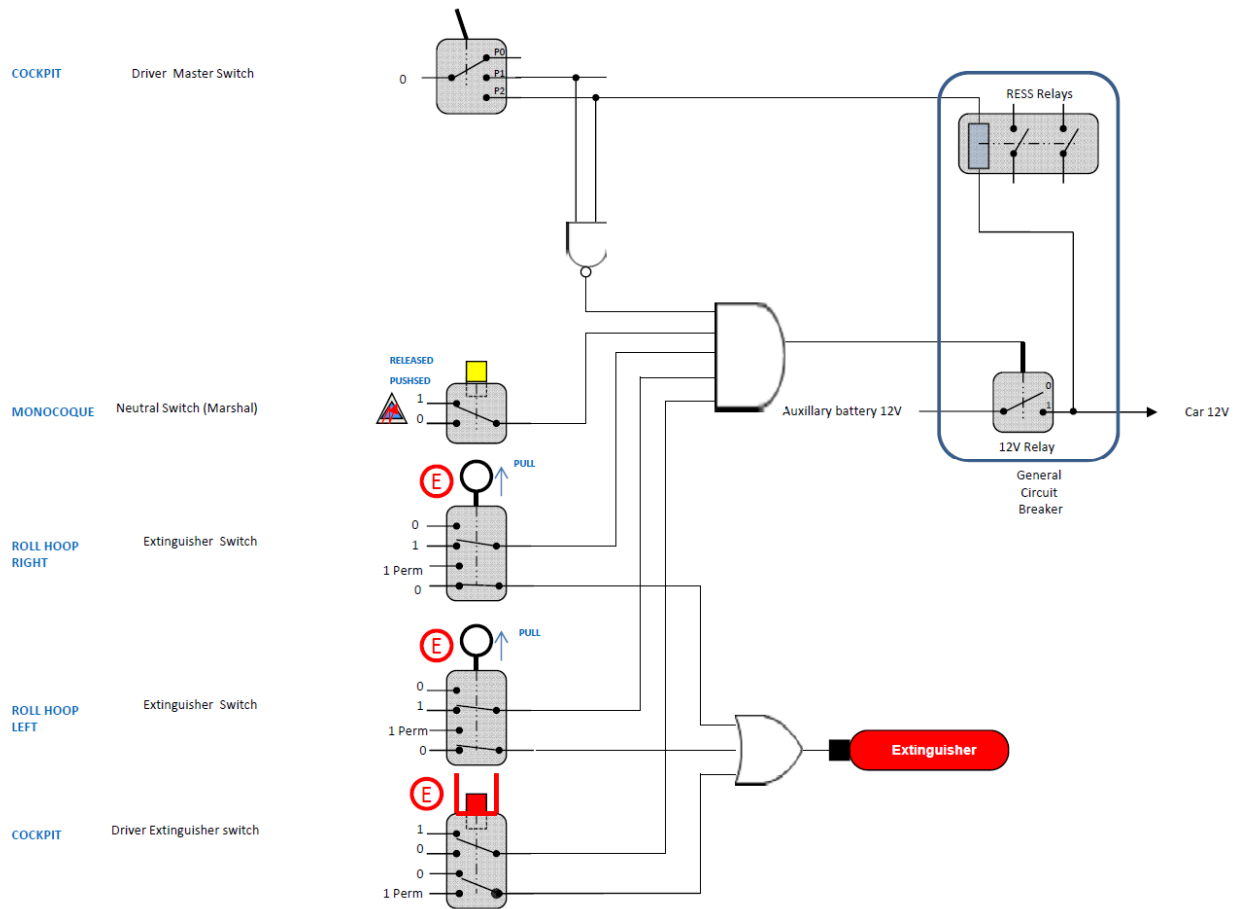 COCKPIT
Driver Master Switch
0
P0
P1
P2
RESS Relays
RELEASED
PUSHSED
1
0
MONOCOQUE
Neutral Switch (Marshal)
Auxillary battery 12V
0
1
Car 12V
12V Relay
General
Circuit
Breaker
E
PULL
ROLL HOOP
RIGHT
Extinguisher Switch
0
1
1 Perm
0
E
PULL
ROLL HOOP
LEFT
Extinguisher Switch
0
1
1 Perm
0
Extinguisher
E
COCKPIT
Driver Extinguisher switch
1
0
0
1 Perm